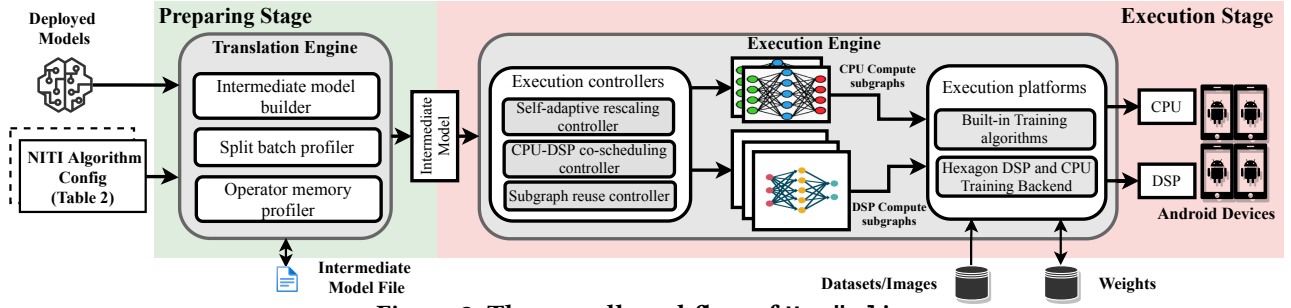 Deployed
Models
NITI Algorithm
Config
(Table 2)
Preparing Stage
Translation Engine
Intermediate model
builder
Split batch profiler
Operator memory
profiler
Intermediate
Model File
Intermediate
Model
Execution Stage
Execution Engine
Execution controllers
Self-adaptive rescaling
controller
CPU-DSP co-scheduling
controller
Subgraph reuse controller
CPU Compute
subgraphs
DSP Compute
subgraphs
Execution platforms
Built-in Training
algorithms
Hexagon DSP and CPU
Training Backend
Datasets/Images
Weights
CPU
DSP
Android Devices